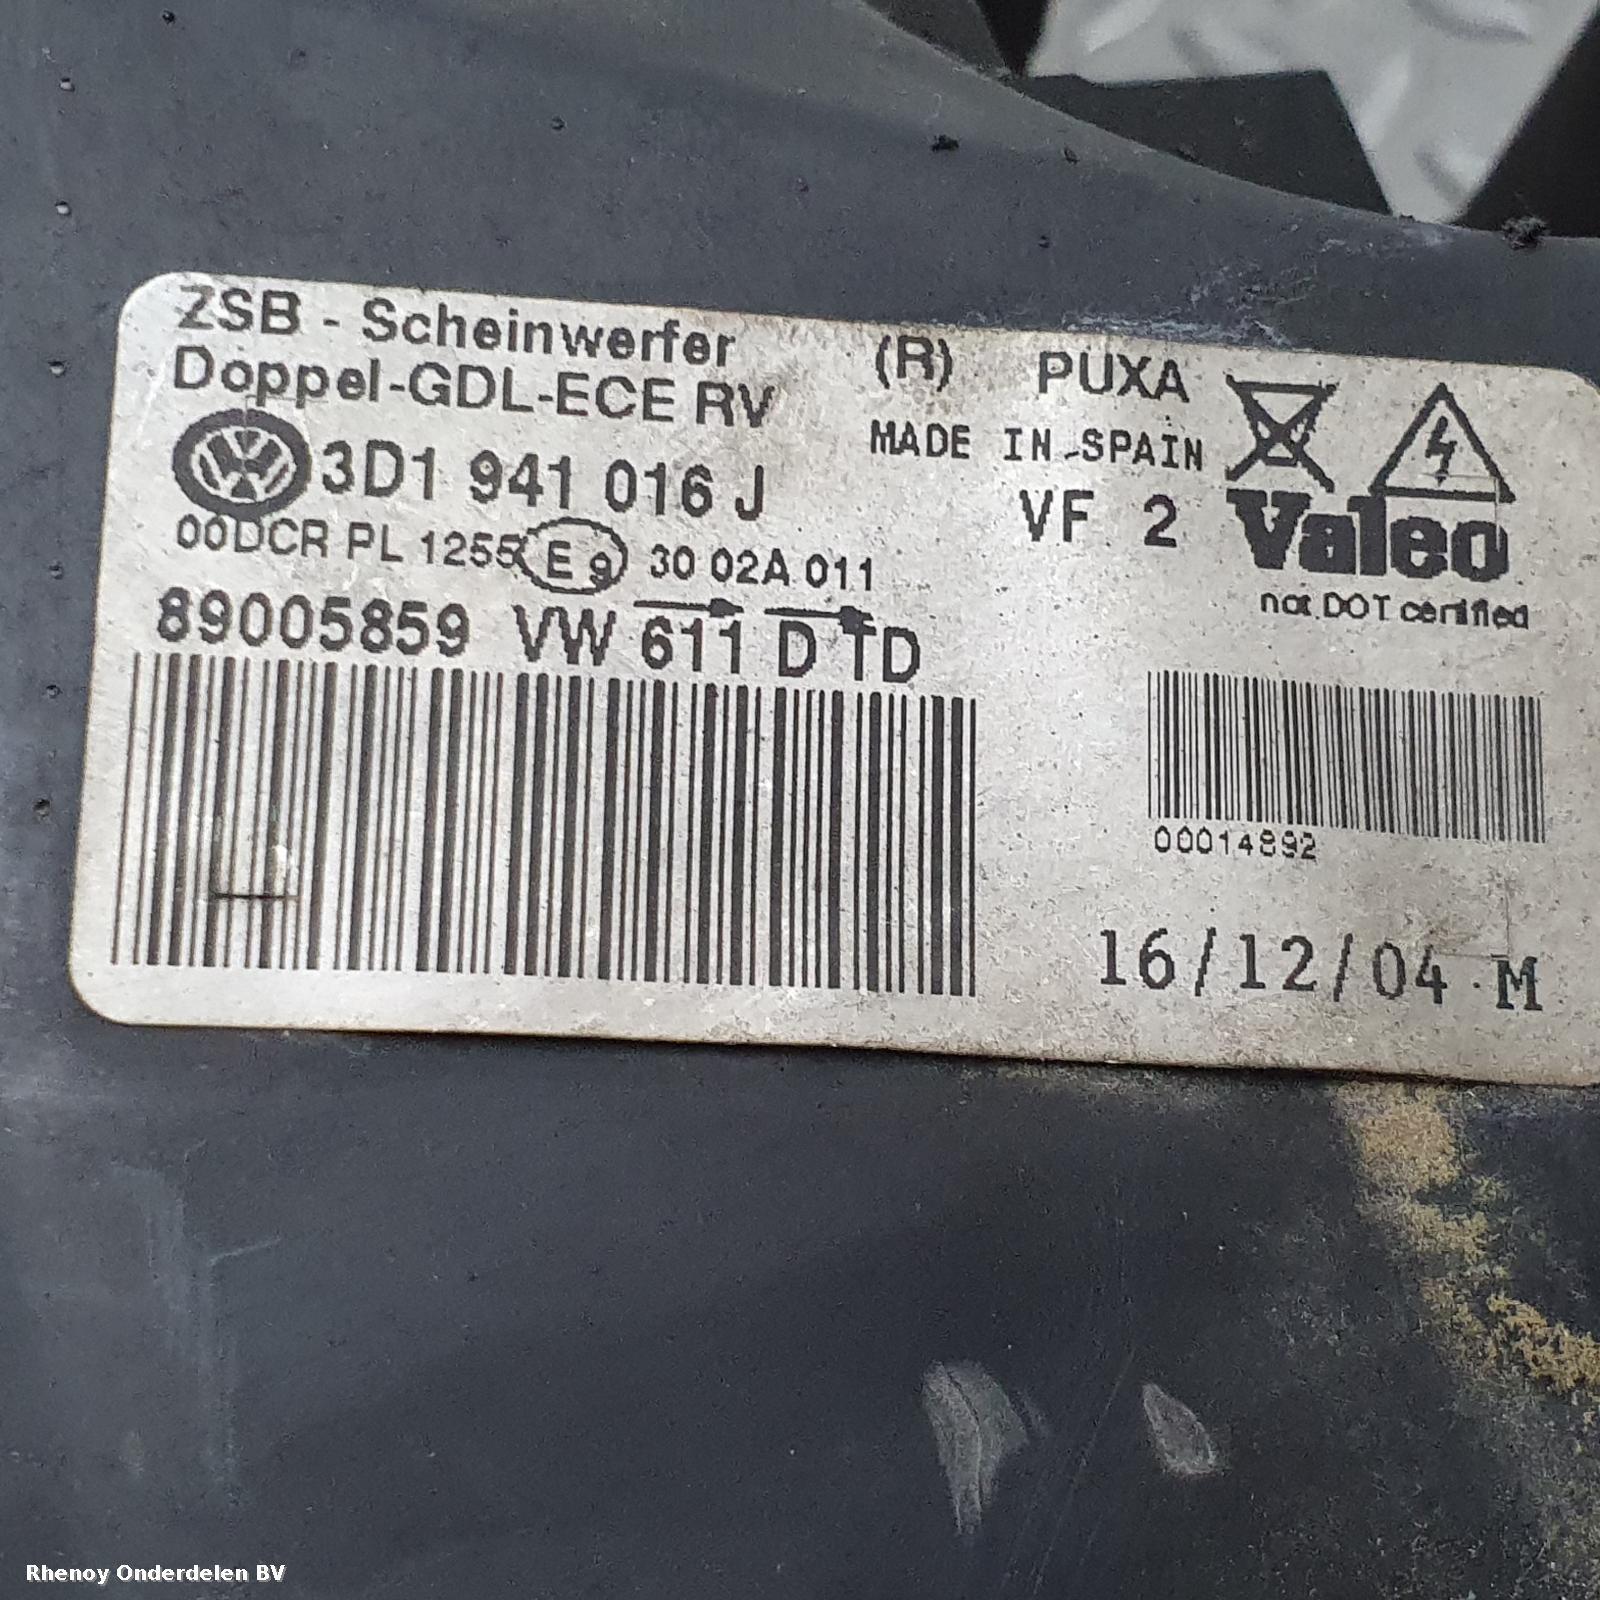 ZSB - Scheinwerfer (R) PUXA
Doppel-GDL-ECE RV
MADE IN SPAIN
3D1 941 016 J VF 2 Valeo
00DCR PL 1255 E 9 30 02A 011
not DOT certified
89005859 VW 611 D TD
00014892
16/12/04 M
Rhenoy Onderdelen BV